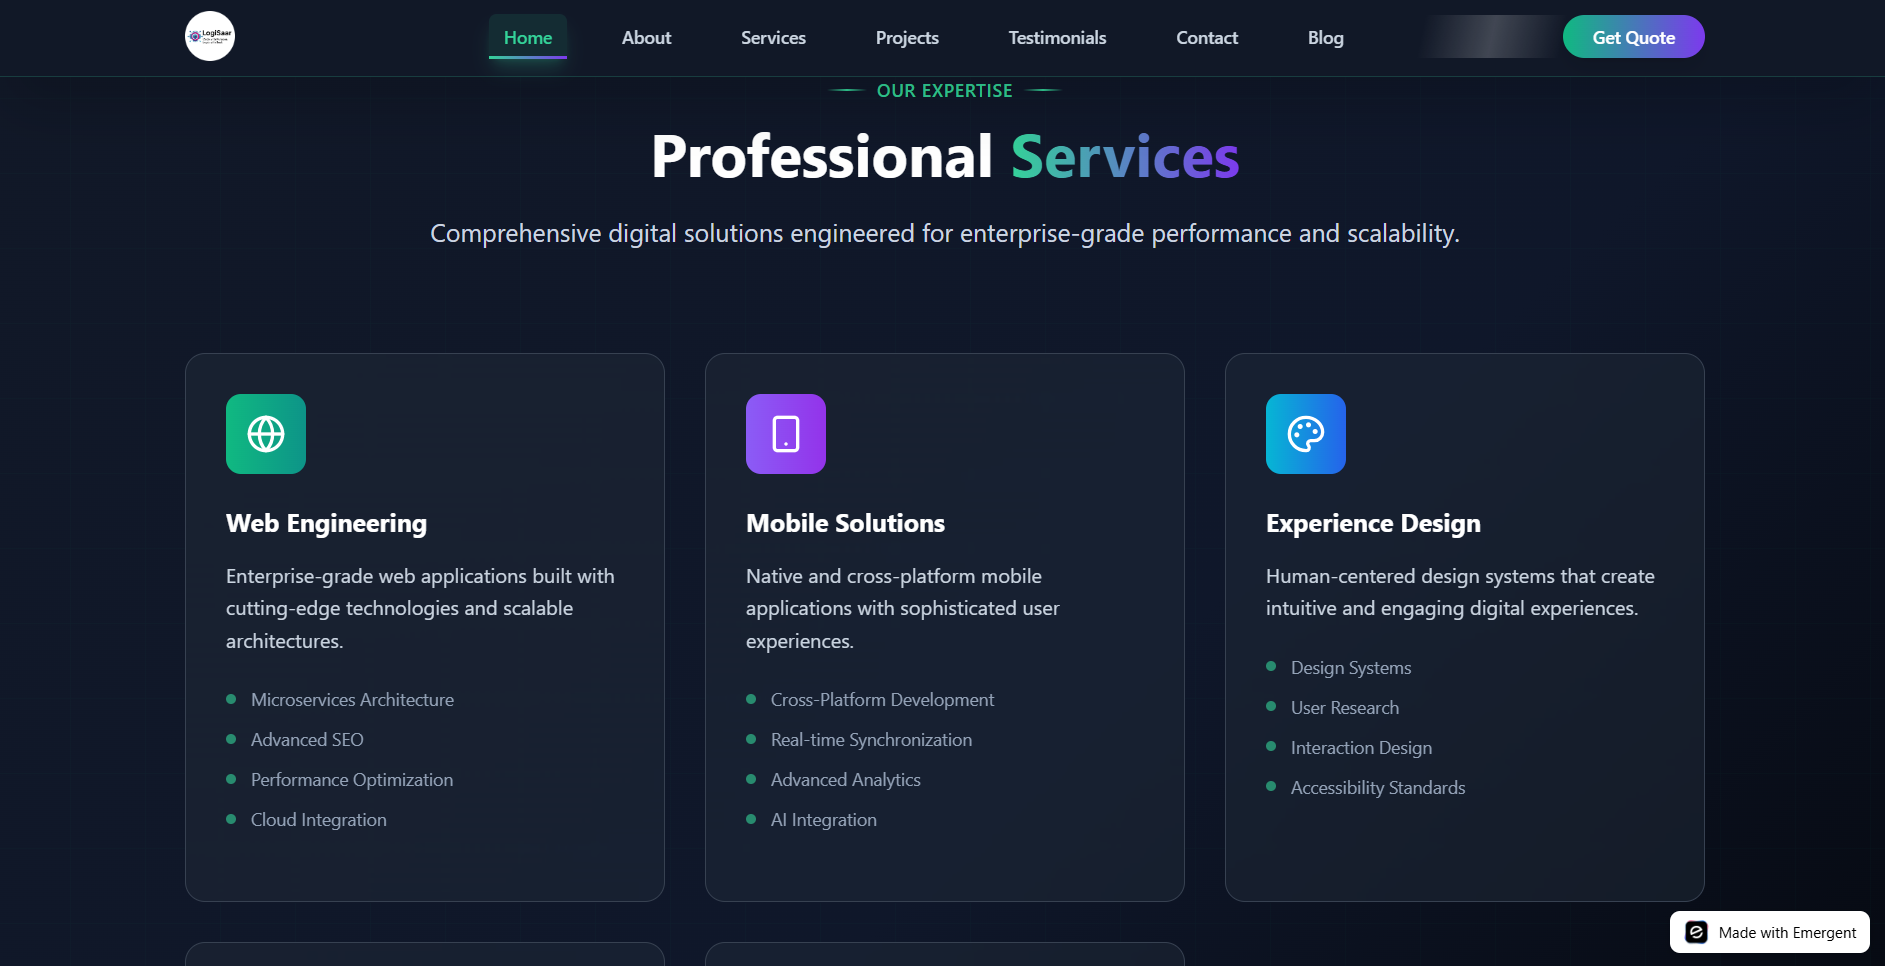 LogiSaar
Home
About
Services
Projects
Testimonials
Contact
Blog
Get Quote
OUR EXPERTISE
Professional Services
Comprehensive digital solutions engineered for enterprise-grade performance and scalability.
Web Engineering
Enterprise-grade web applications built with
cutting-edge technologies and scalable
architectures.
Microservices Architecture
Advanced SEO
Performance Optimization
Cloud Integration
Mobile Solutions
Native and cross-platform mobile
applications with sophisticated user
experiences.
Cross-Platform Development
Real-time Synchronization
Advanced Analytics
AI Integration
Experience Design
Human-centered design systems that create
intuitive and engaging digital experiences.
Design Systems
User Research
Interaction Design
Accessibility Standards
Made with Emergent